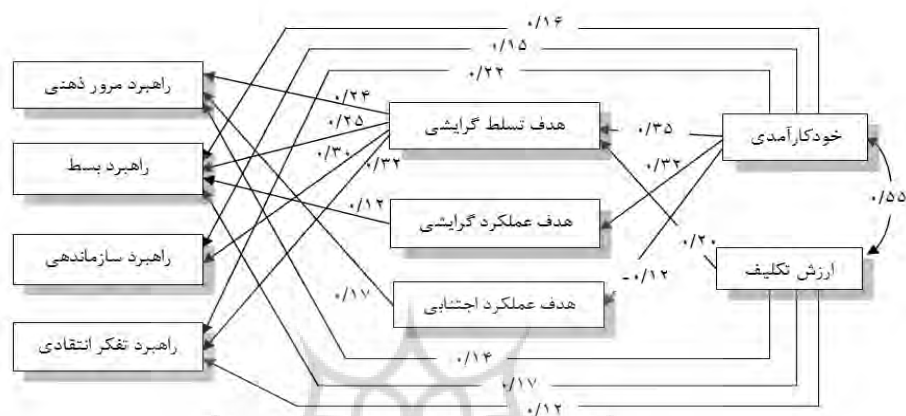 ۰/۱۶
۰/۱۵
۰/۲۲
راهبرد مرور ذهنی
۰/۲۴
هدف تسلط گرایشی
۰/۳۵
خودکارآمدی
۰/۲۵
۰/۳۰
۰/۳۲
۰/۳۲
راهبرد بسط
۰/۱۲
هدف عملکرد گرایشی
۰/۵۵
۰/۲۰
راهبرد سازماندهی
ارزش تکلیف
-۰/۱۲
هدف عملکرد اجتنابی
۰/۱۷
راهبرد تفکر انتقادی
۰/۱۴
۰/۱۷
۰/۱۲